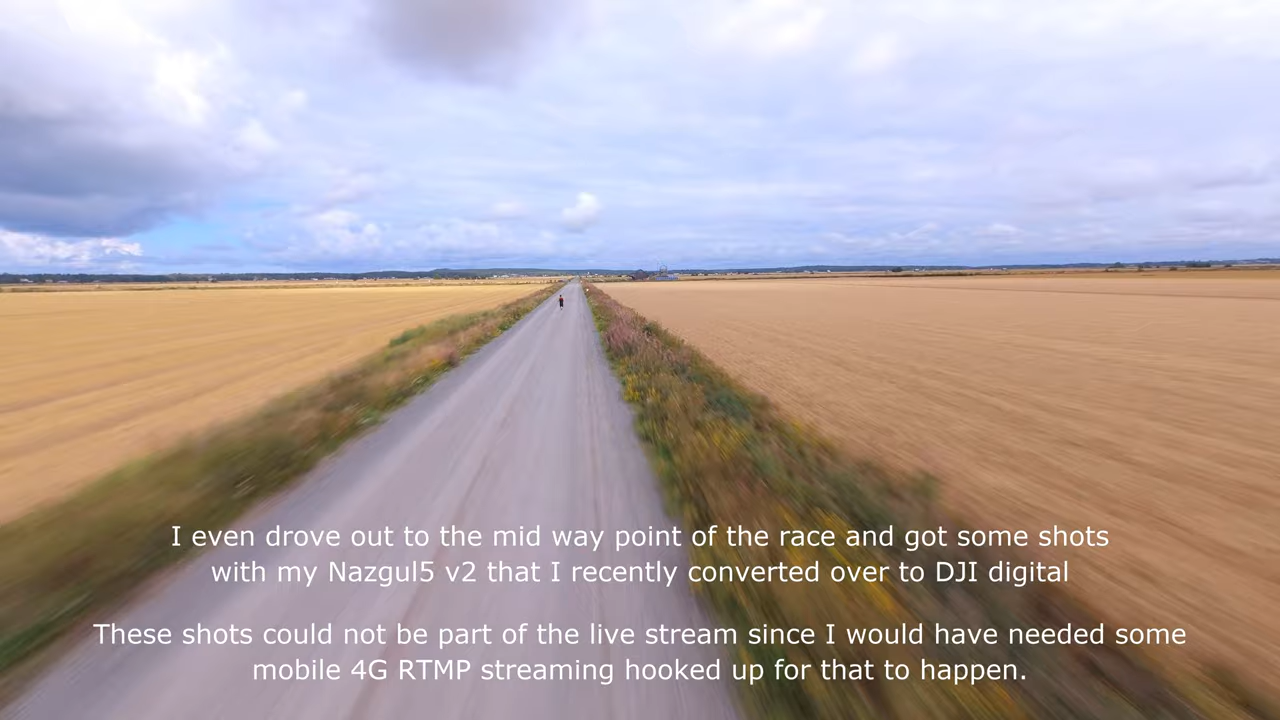 I even drove out to the mid way point of the race and got some shots
with my Nazgul5 v2 that I recently converted over to DJI digital
These shots could not be part of the live stream since I would have needed some
mobile 4G RTMP streaming hooked up for that to happen.